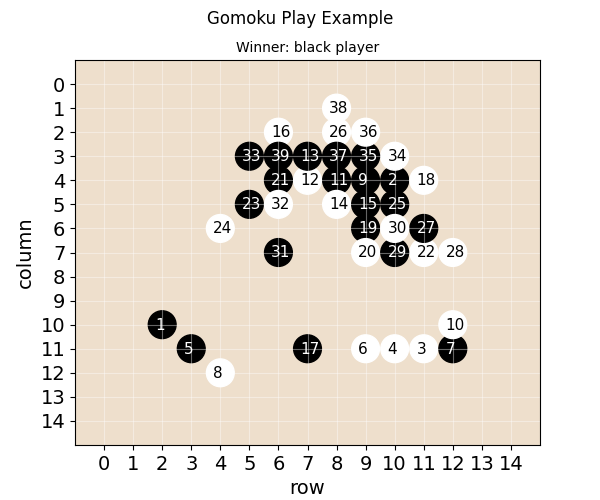 Gomoku Play Example
Winner: black player
0
1 38
2 16 26 36
3 33 39 13 37 35 34
4 21 12 11 9 2 18
5 23 32 14 15 25
6 24 19 30 27
7 31 20 29 22 28
8
9
10 1 10
11 5 17 6 4 3 7
12 8
13
14
0 1 2 3 4 5 6 7 8 9 10 11 12 13 14
row
column